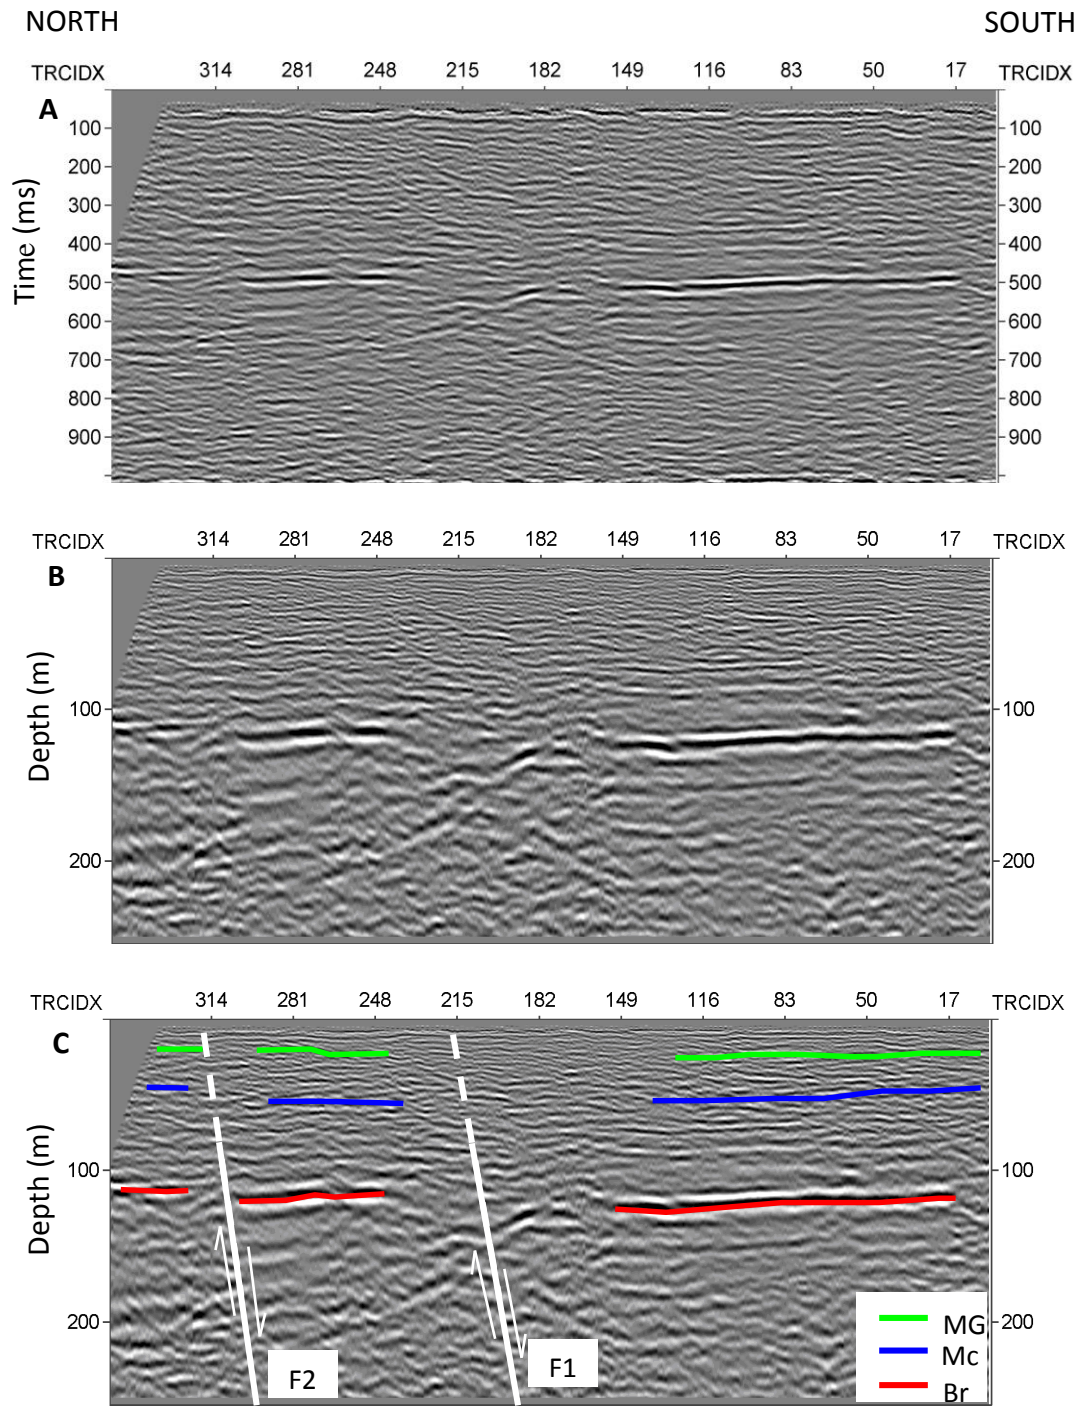 NORTH SOUTH
TRCIDX 314 281 248 215 182 149 116 83 50 17 TRCIDX
A
Time (ms)
100 100
200 200
300 300
400 400
500 500
600 600
700 700
800 800
900 900
TRCIDX 314 281 248 215 182 149 116 83 50 17 TRCIDX
B
Depth (m)
100 100
200 200
TRCIDX 314 281 248 215 182 149 116 83 50 17 TRCIDX
C
Depth (m)
100 100
200 200
F2
F1
MG
Mc
Br